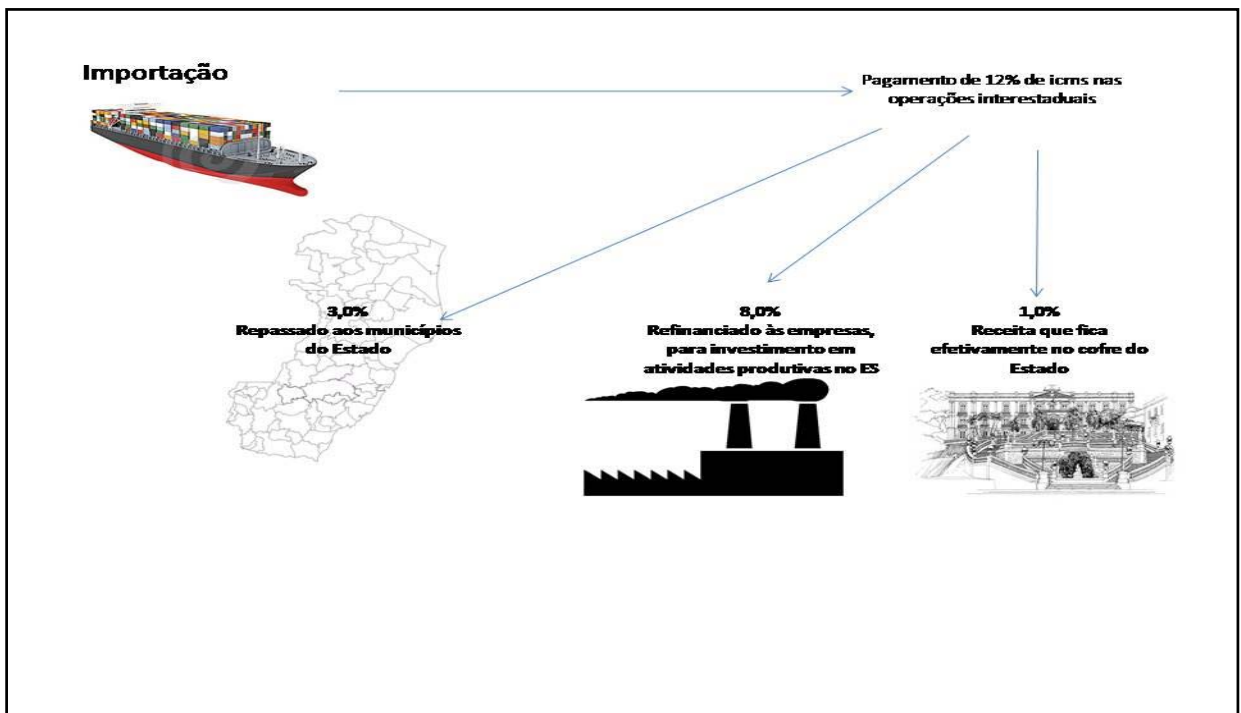 Importação
Pagamento de 12% de icms nas
operações interestaduais
3,0%
Repassado aos municípios
do Estado
8,0%
Refinanciado às empresas,
para investimento em
atividades produtivas no ES
1,0%
Receita que fica
efetivamente no cofre do
Estado